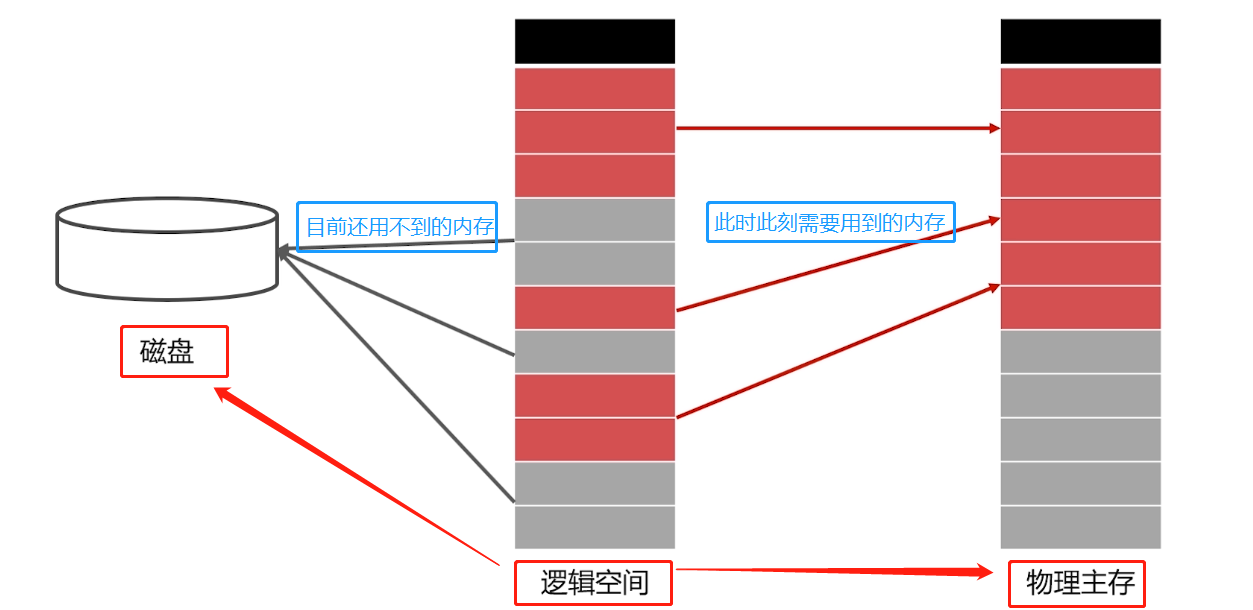 目前还用不到的内存
此时此刻需要用到的内存
磁盘
逻辑空间
物理主存